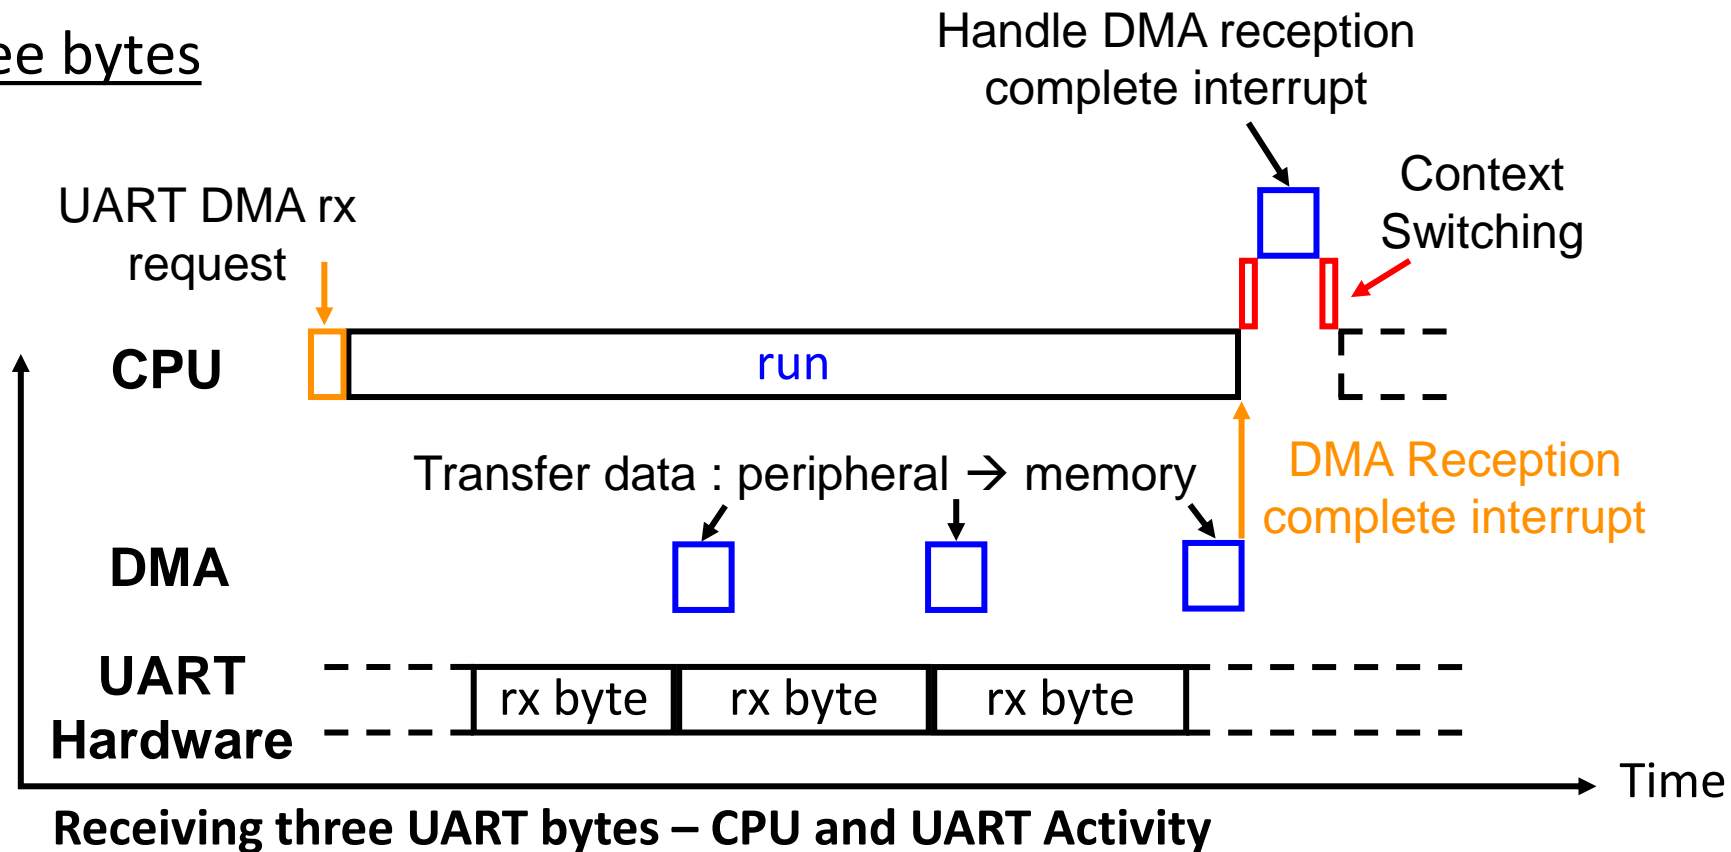 ee bytes
Handle DMA reception
complete interrupt
Context
Switching
UART DMA rx
request
CPU
run
Transfer data : peripheral → memory
DMA Reception
complete interrupt
DMA
UART
Hardware
rx byte
rx byte
rx byte
Time
Receiving three UART bytes – CPU and UART Activity